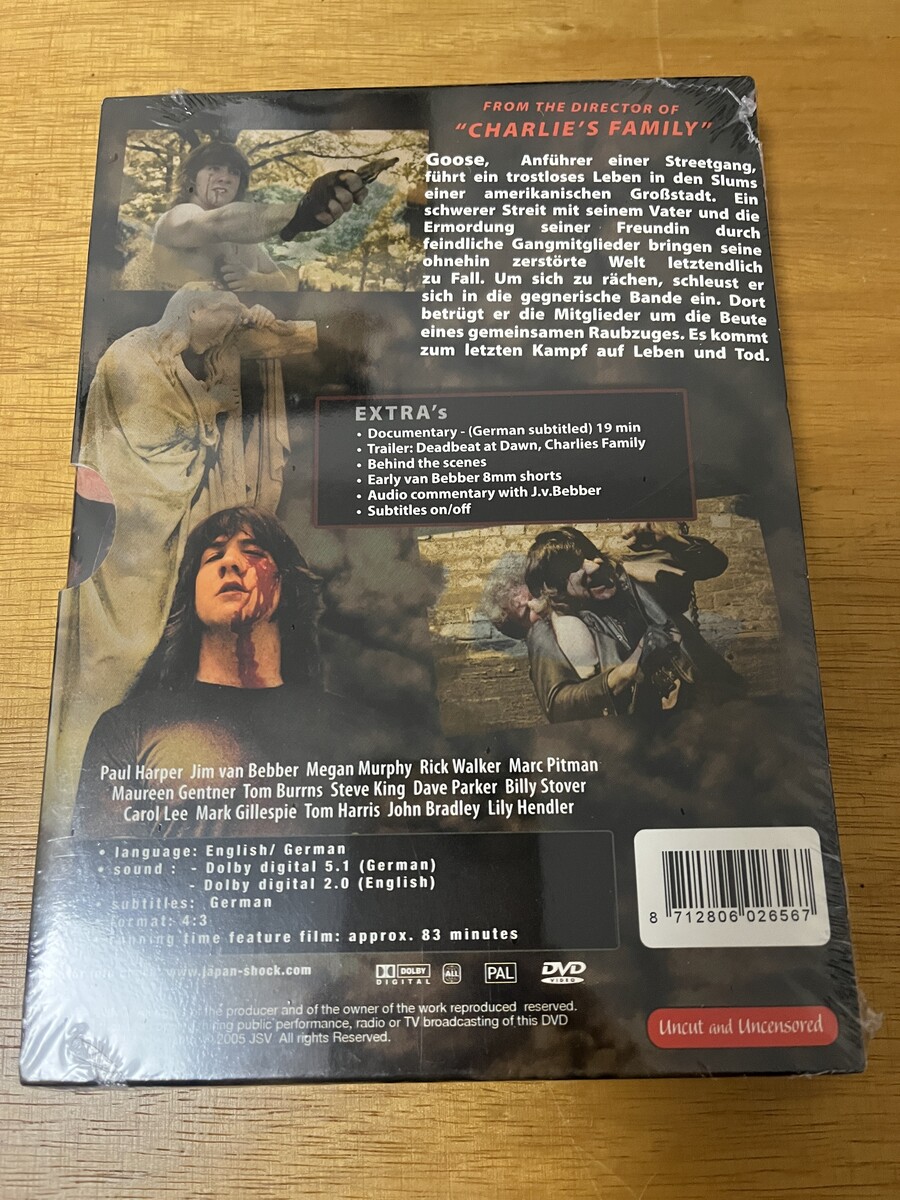 FROM THE DIRECTOR OF
"CHARLIE'S FAMILY"
Goose, Anführer einer Streetgang,
führt ein trostloses Leben in den Slums
einer amerikanischen Großstadt. Ein
schwerer Streit mit seinem Vater und die
Ermordung seiner Freundin durch
feindliche Gangmitglieder bringen seine
ohnehin zerstörte Welt letztendlich
zu Fall. Um sich zu rächen, schleust er
sich in die gegnerische Bande ein. Dort
betrügt er die Mitglieder um die Beute
eines gemeinsamen Raubzuges. Es kommt
zum letzten Kampf auf Leben und Tod.
EXTRA's
• Documentary - (German subtitled) 19 min
• Trailer: Deadbeat at Dawn, Charlies Family
• Behind the scenes
• Early van Bebber 8mm shorts
• Audio commentary with J.v.Bebber
• Subtitles on/off
Paul Harper Jim van Bebber Megan Murphy Rick Walker Marc Pitman
Maureen Gentner Tom Burrns Steve King Dave Parker Billy Stover
Carol Lee Mark Gillespie Tom Harris John Bradley Lily Hendler
• language: English/ German
• sound : - Dolby digital 5.1 (German)
- Dolby digital 2.0 (English)
• subtitles: German
• format: 4:3
running time feature film: approx. 83 minutes
www.japan-shock.com
DOLBY
DIGITAL
ALL
PAL
DVD
VIDEO
8 712806 026567
the producer and of the owner of the work reproduced reserved.
public performance, radio or TV broadcasting of this DVD
2005 JSV All rights Reserved.
Uncut and Uncensored